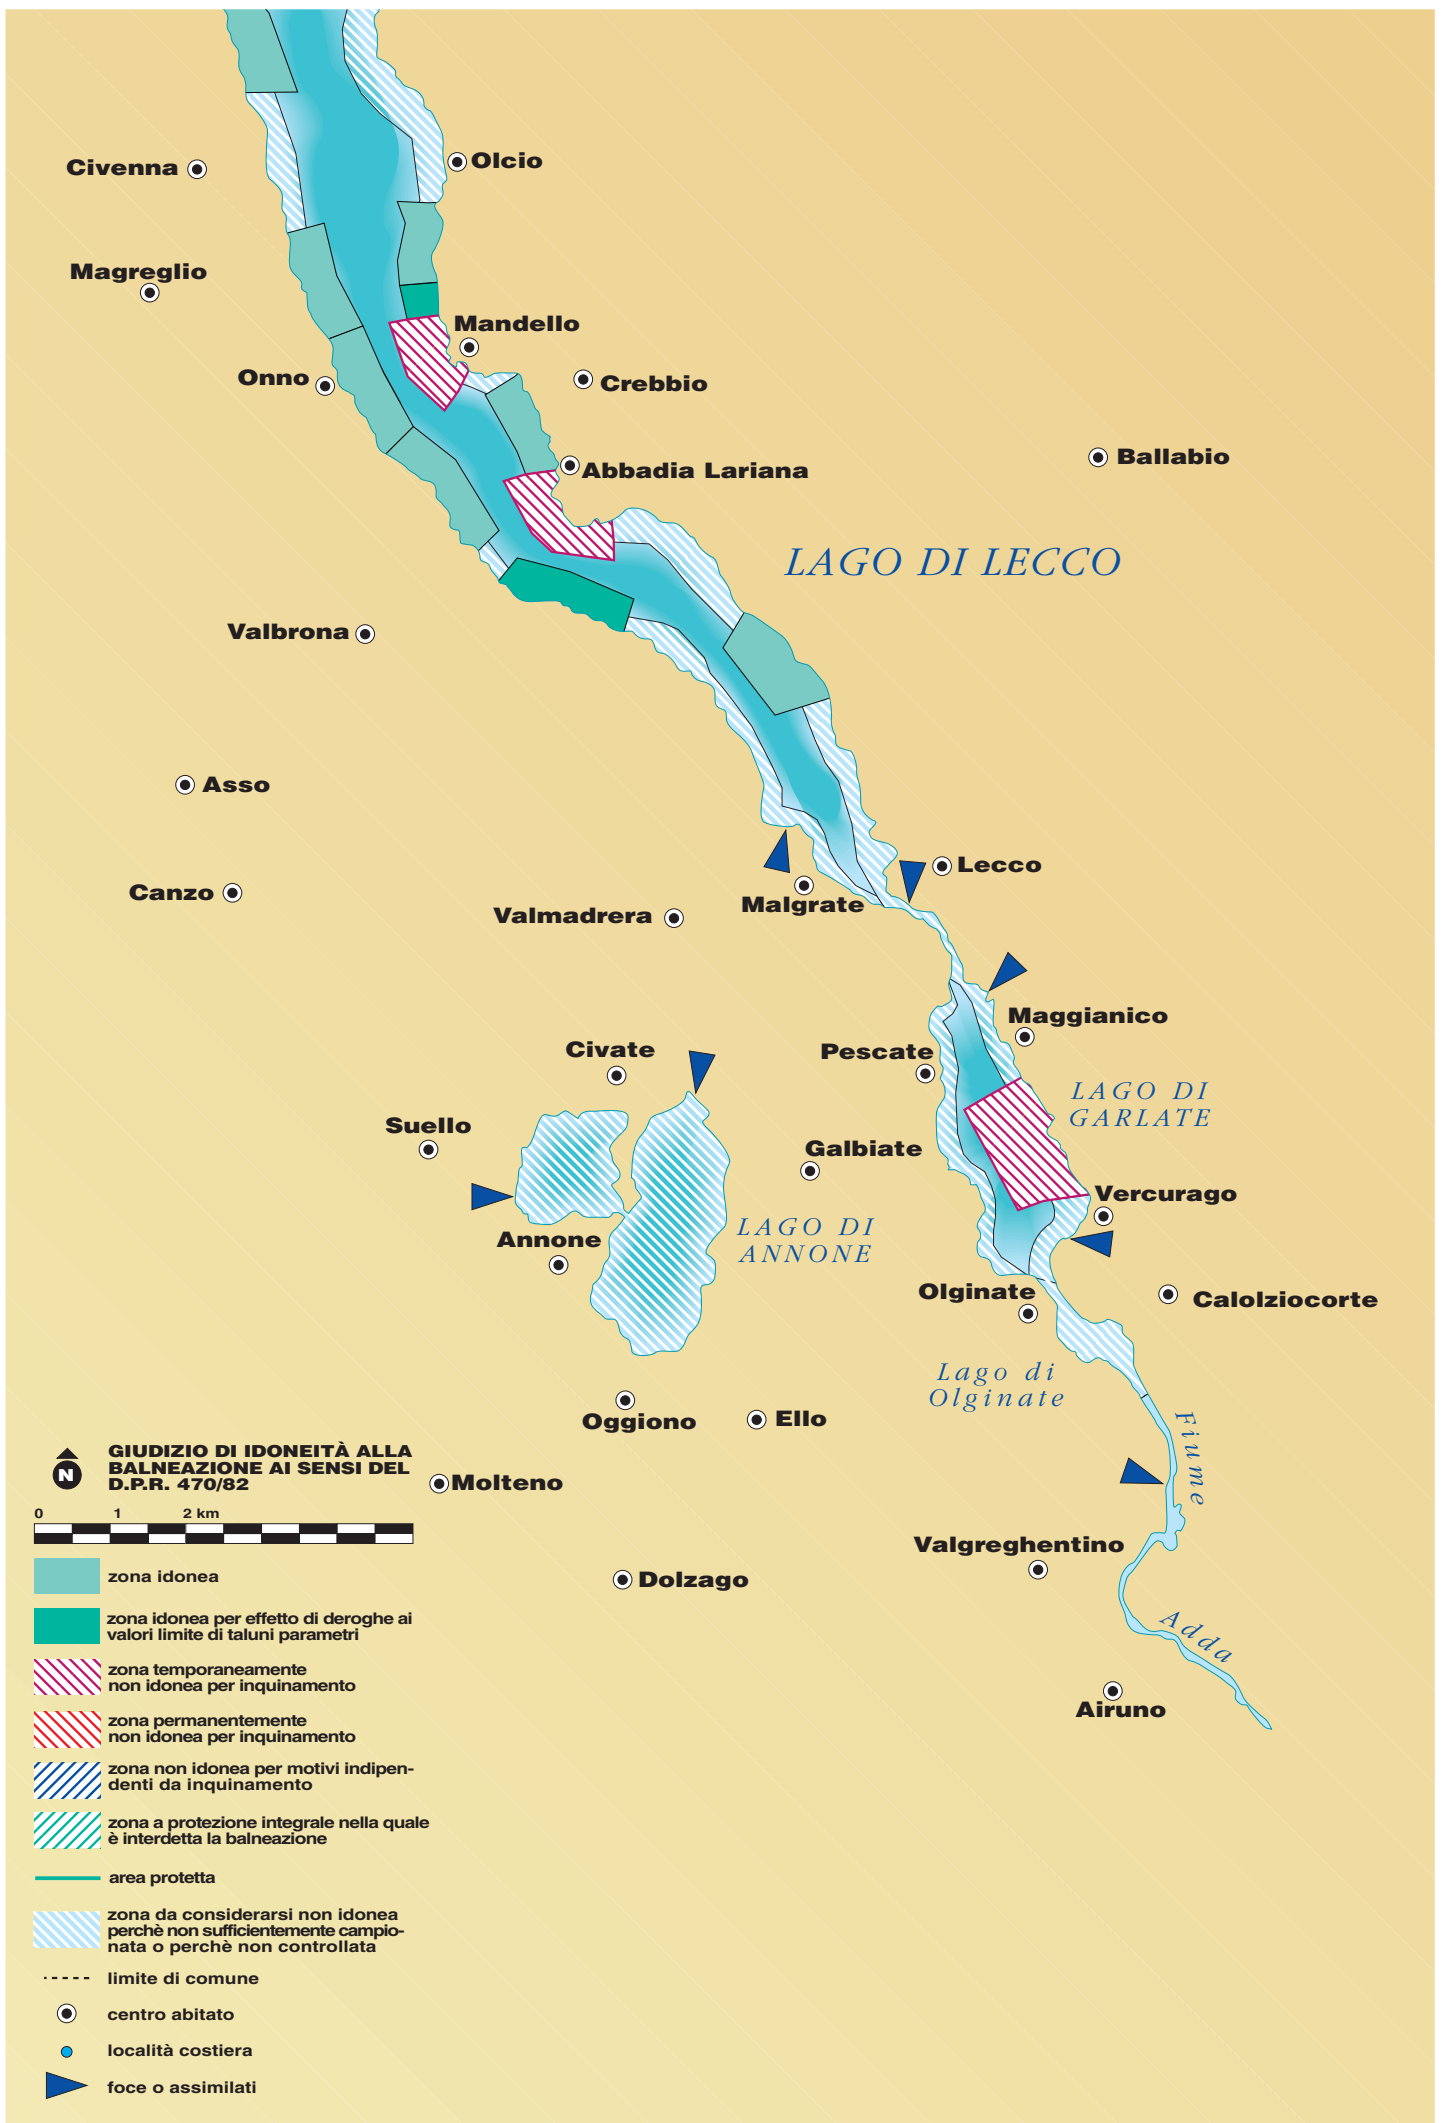 Civenna
Olcio
Magreglio
Mandello
Onno
Crebbio
Abbadia Lariana
Ballabio
LAGO DI LECCO
Valbrona
Asso
Lecco
Canzo
Malgrate
Valmadrera
Maggianico
Civate
Pescate
LAGO DI
GARLATE
Suello
Galbiate
Vercurago
LAGO DI
ANNONE
Annone
Olginate
Calolziocorte
Lago di
Olginate
Oggiono
Ello
Fiume
GIUDIZIO DI IDONEITÀ ALLA
BALNEAZIONE AI SENSI DEL
D.P.R. 470/82
N
Molteno
0 1 2 km
Valgreghentino
zona idonea
Dolzago
zona idonea per effetto di deroghe ai
valori limite di taluni parametri
Adda
zona temporaneamente
non idonea per inquinamento
Airuno
zona permanentemente
non idonea per inquinamento
zona non idonea per motivi indipen-
denti da inquinamento
zona a protezione integrale nella quale
è interdetta la balneazione
area protetta
zona da considerarsi non idonea
perchè non sufficientemente campio-
nata o perchè non controllata
limite di comune
centro abitato
località costiera
foce o assimilati